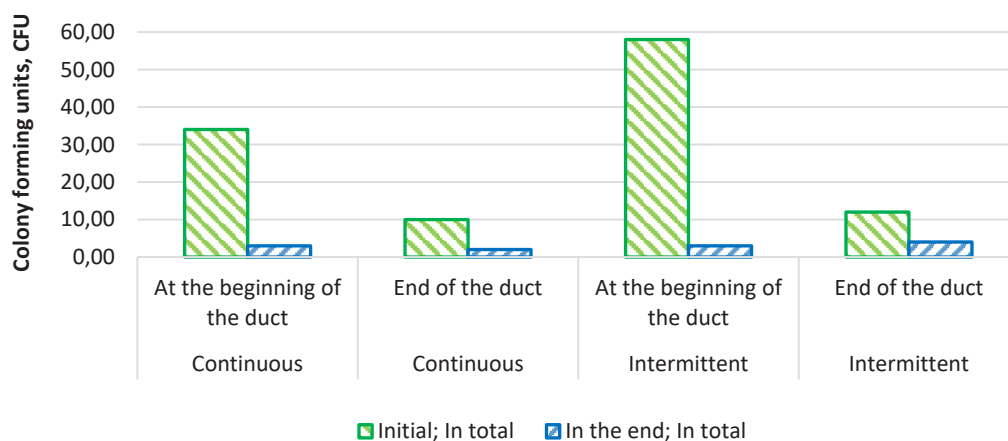 Colony forming units, CFU
60,00
50,00
40,00
30,00
20,00
10,00
0,00
At the beginning of
the duct
End of the duct
At the beginning of
the duct
End of the duct
Continuous
Continuous
Intermittent
Intermittent
Initial; In total
In the end; In total